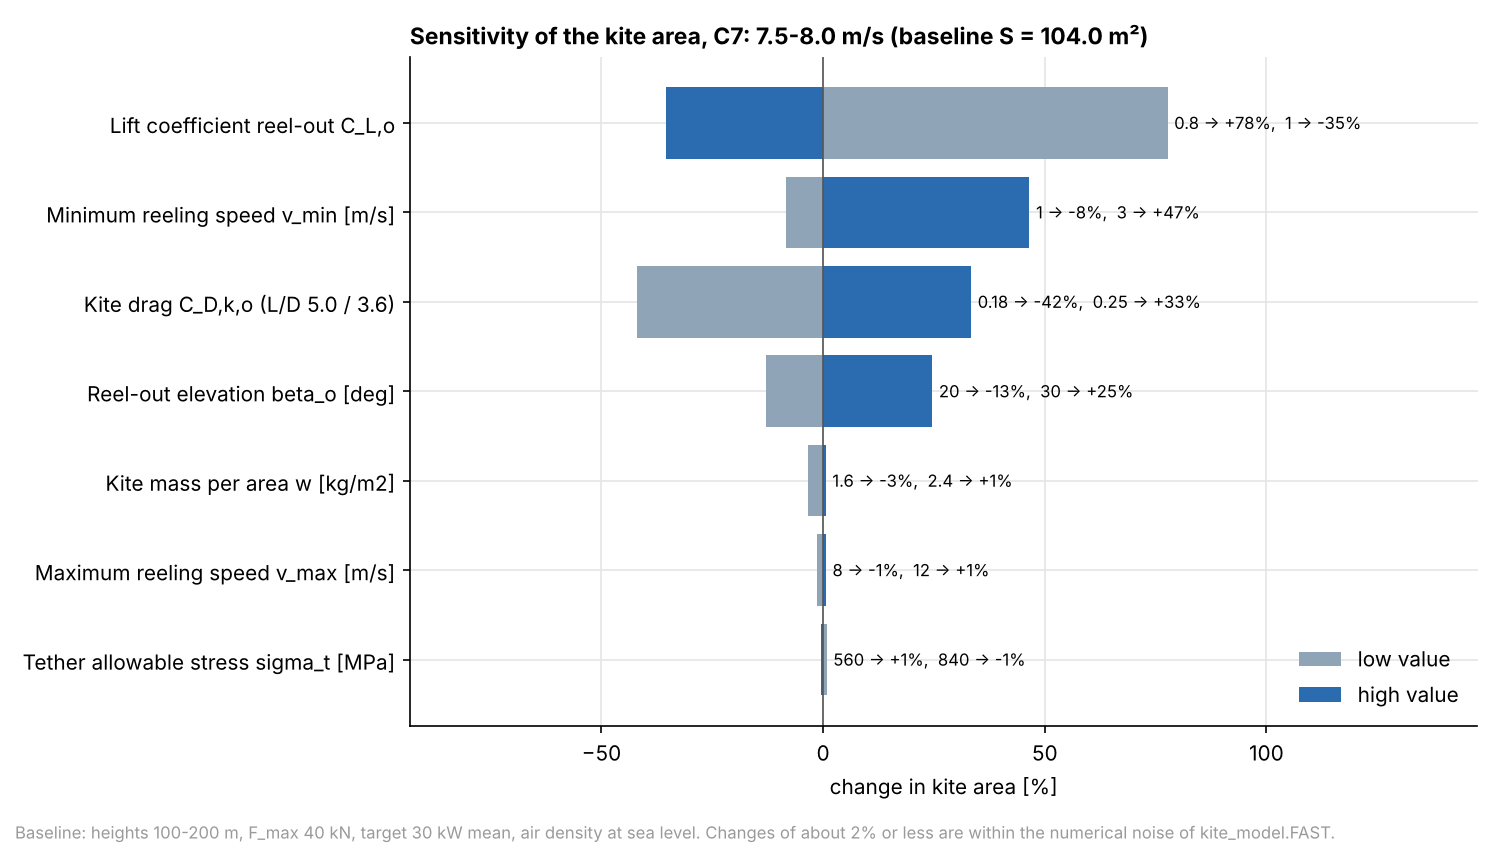 Sensitivity of the kite area, C7: 7.5-8.0 m/s (baseline S = 104.0 m²)
Lift coefficient reel-out C_L,o
0.8 → +78%, 1 → -35%
Minimum reeling speed v_min [m/s]
1 → -8%, 3 → +47%
Kite drag C_D,k,o (L/D 5.0 / 3.6)
0.18 → -42%, 0.25 → +33%
Reel-out elevation beta_o [deg]
20 → -13%, 30 → +25%
Kite mass per area w [kg/m2]
1.6 → -3%, 2.4 → +1%
Maximum reeling speed v_max [m/s]
8 → -1%, 12 → +1%
Tether allowable stress sigma_t [MPa]
560 → +1%, 840 → -1%
low value
high value
−50 0 50 100
change in kite area [%]
Baseline: heights 100-200 m, F_max 40 kN, target 30 kW mean, air density at sea level. Changes of about 2% or less are within the numerical noise of kite_model.FAST.